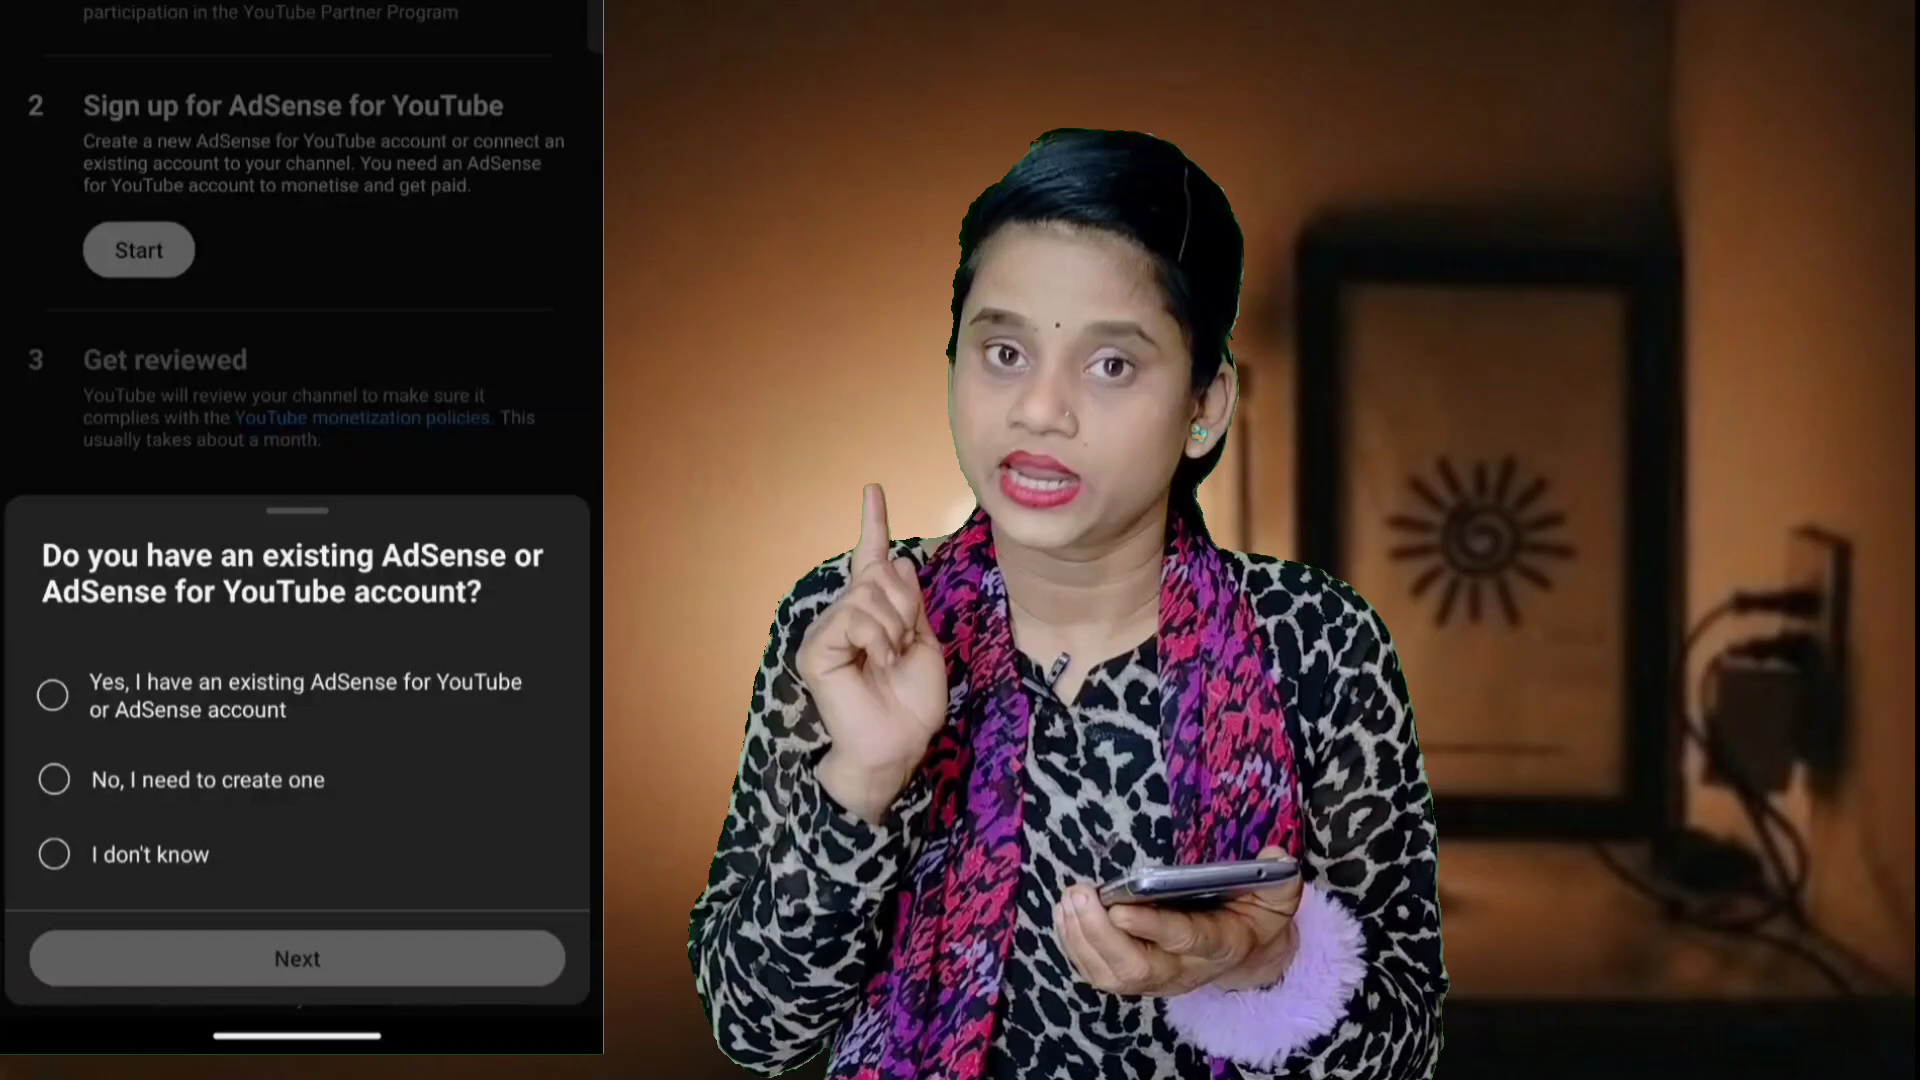 participation in the YouTube Partner Program
2 Sign up for AdSense for YouTube
Create a new AdSense for YouTube account or connect an
existing account to your channel. You need an AdSense
for YouTube account to monetise and get paid.
Start
3 Get reviewed
YouTube will review your channel to make sure it
complies with the YouTube monetization policies. This
usually takes about a month.
Do you have an existing AdSense or
AdSense for YouTube account?
Yes, I have an existing AdSense for YouTube
or AdSense account
No, I need to create one
I don't know
Next